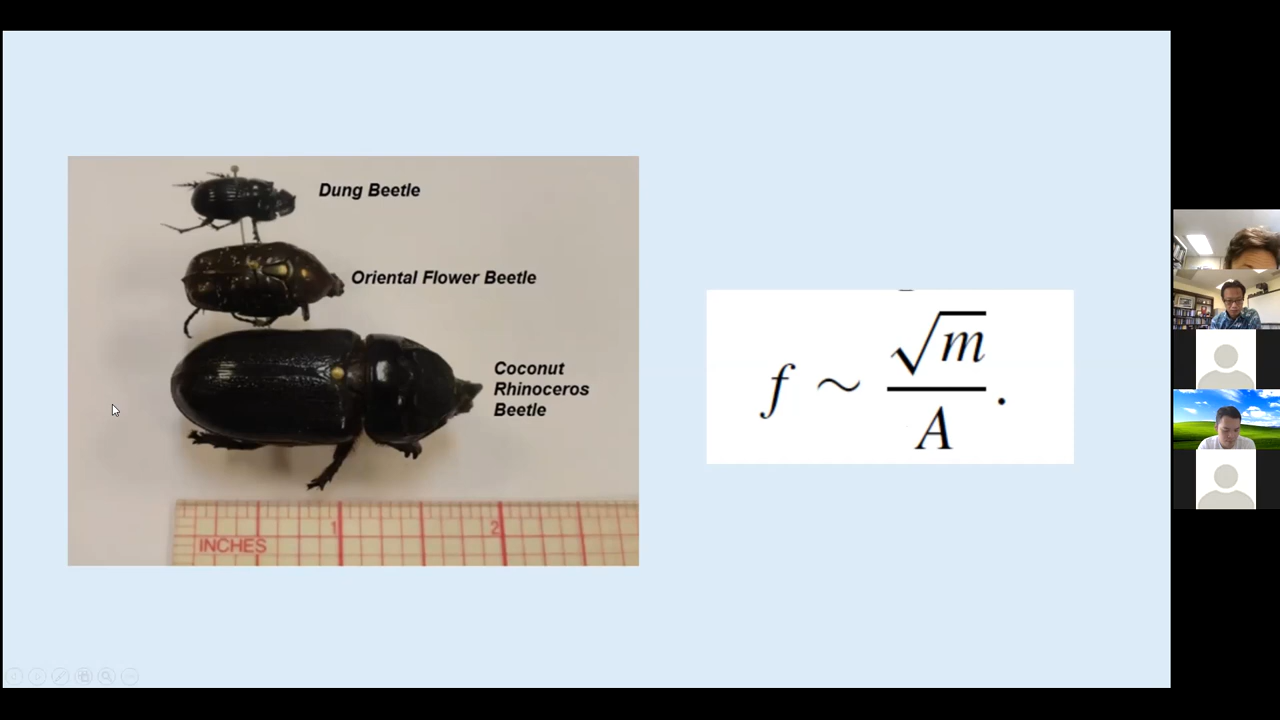 Dung Beetle
Oriental Flower Beetle
Coconut
Rhinoceros
Beetle
1
2
INCHES
f ~ √m / A .